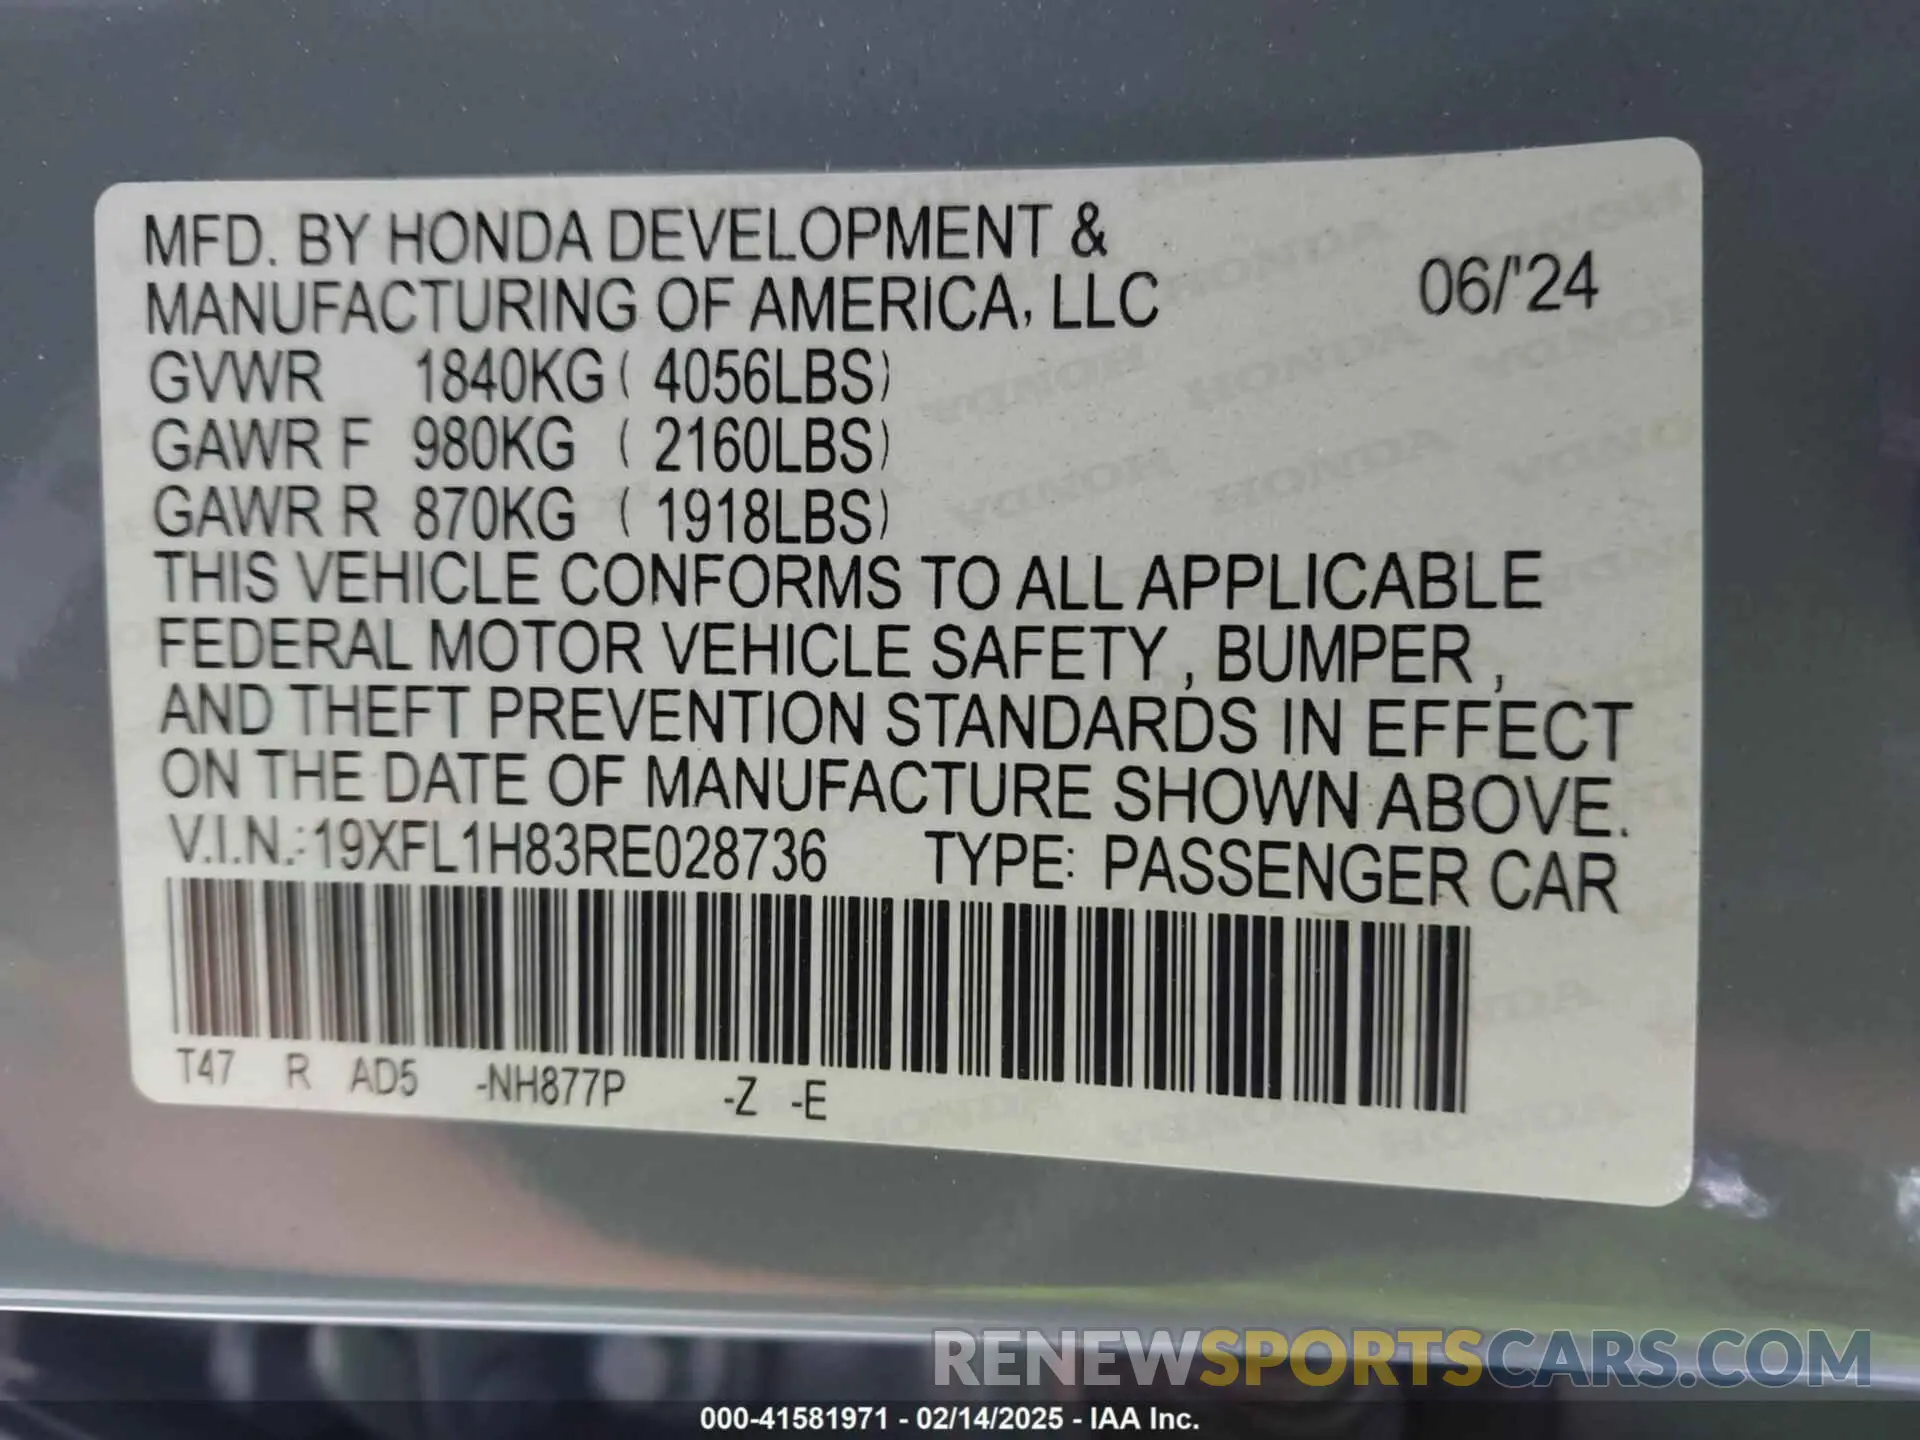 MFD. BY HONDA DEVELOPMENT &
MANUFACTURING OF AMERICA, LLC
06/'24
GVWR 1840KG ( 4056LBS)
GAWR F 980KG ( 2160LBS)
GAWR R 870KG ( 1918LBS)
THIS VEHICLE CONFORMS TO ALL APPLICABLE
FEDERAL MOTOR VEHICLE SAFETY , BUMPER ,
AND THEFT PREVENTION STANDARDS IN EFFECT
ON THE DATE OF MANUFACTURE SHOWN ABOVE.
V.I.N.: 19XFL1H83RE028736 TYPE: PASSENGER CAR
T47 R AD5 -NH877P -Z -E
RENEWSPORTSCARS.COM
000-41581971 - 02/14/2025 - IAA Inc.